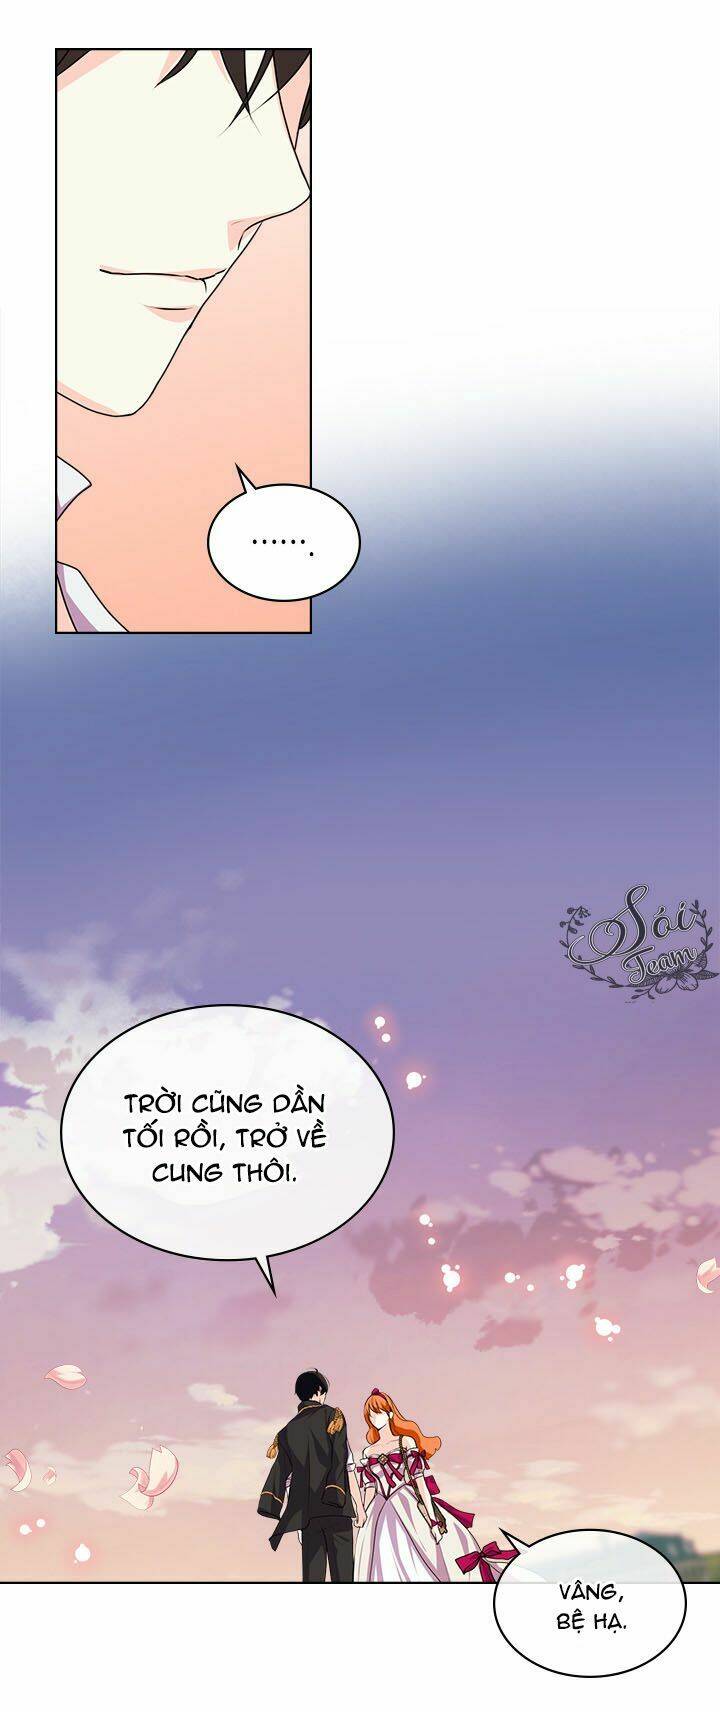 .......
Sói
Team
TRỜI CŨNG DẦN
TỐI RỒI, TRỞ VỀ
CUNG THÔI.
VÂNG,
BỆ HẠ.